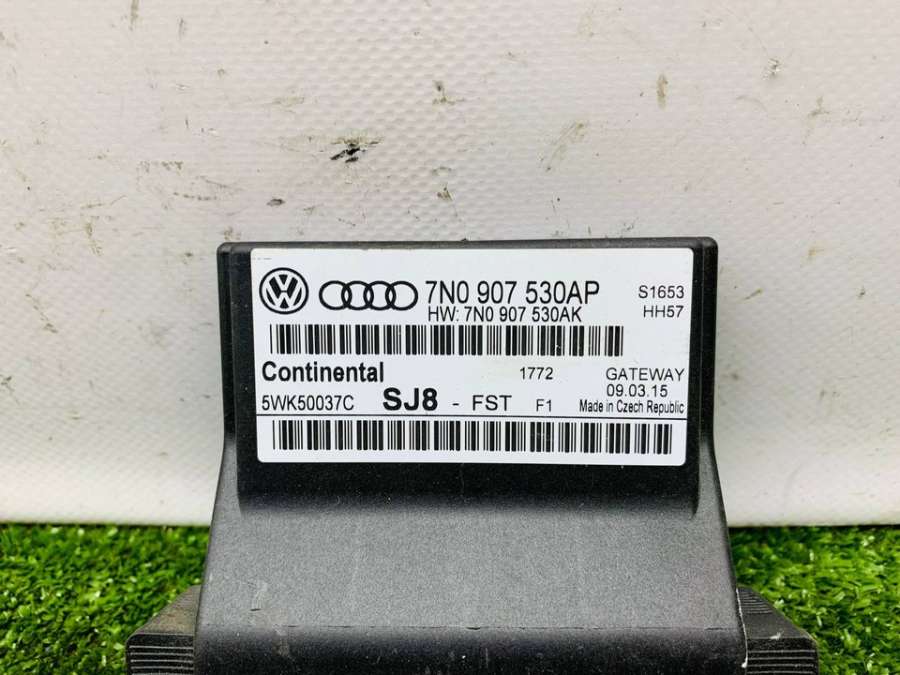 7N0 907 530AP S1653
HW: 7N0 907 530AK HH57
Continental 1772 GATEWAY
09.03.15
5WK50037C SJ8 - FST F1 Made in Czech Republic